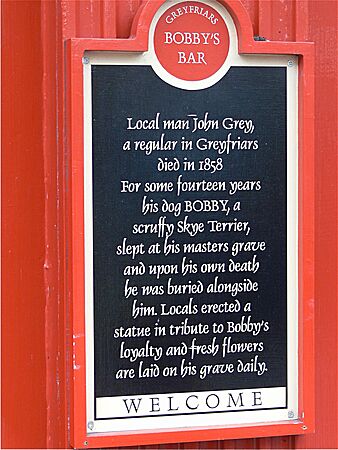 GREYFRIARS
BOBBY'S
BAR
Local man John Grey,
a regular in Greyfriars
died in 1858
For some fourteen years
his dog BOBBY, a
scruffy Skye Terrier,
slept at his masters grave
and upon his own death
he was buried alongside
him. Locals erected a
statue in tribute to Bobby's
loyalty and fresh flowers
are laid on his grave daily.
WELCOME